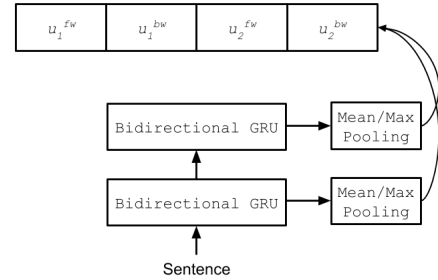 u₁ᶠʷ u₁ᵇʷ u₂ᶠʷ u₂ᵇʷ
Bidirectional GRU
Mean/Max
Pooling
Bidirectional GRU
Mean/Max
Pooling
Sentence